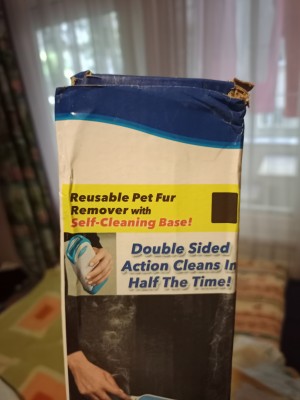 Reusable Pet Fur
Remover with
Self-Cleaning Base!
Double Sided
Action Cleans In
Half The Time!